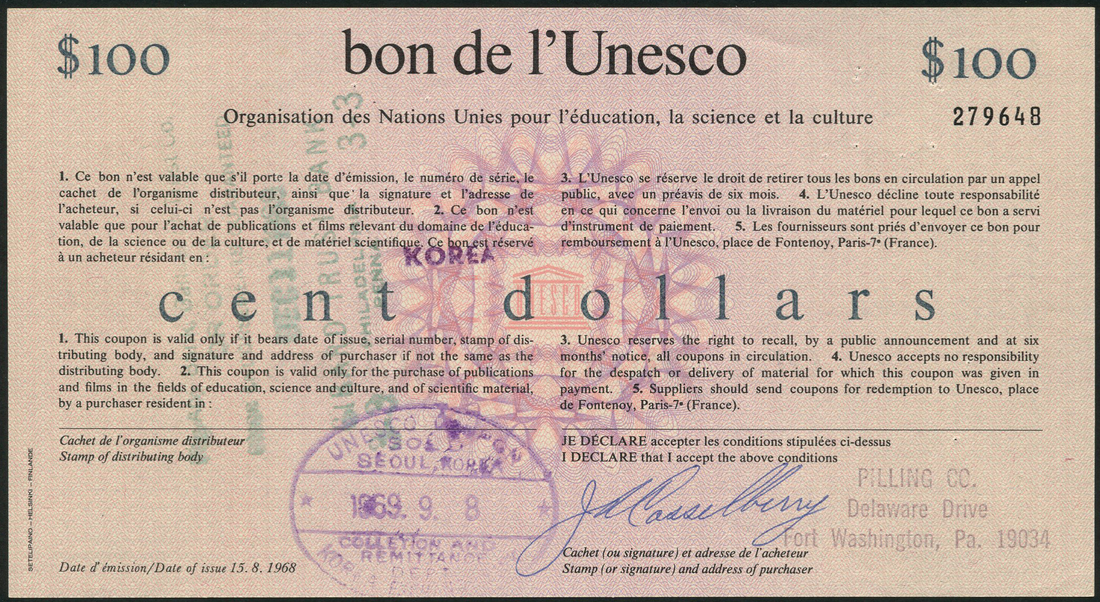 $100 bon de l'Unesco $100
Organisation des Nations Unies pour l'éducation, la science et la culture
279648
1. Ce bon n'est valable que s'il porte la date d'émission, le numéro de série, le
cachet de l'organisme distributeur, ainsi que la signature et l'adresse de
l'acheteur, si celui-ci n'est pas l'organisme distributeur. 2. Ce bon n'est
valable que pour l'achat de publications et films relevant du domaine de l'éduca-
tion, de la science ou de la culture, et de matériel scientifique. Ce bon est réservé
à un acheteur résidant en :
KOREA
3. L'Unesco se réserve le droit de retirer tous les bons en circulation par un appel
public, avec un préavis de six mois. 4. L'Unesco décline toute responsabilité
en ce qui concerne l'envoi ou la livraison du matériel pour lequel ce bon a servi
d'instrument de paiement. 5. Les fournisseurs sont priés d'envoyer ce bon pour
remboursement à l'Unesco, place de Fontenoy, Paris-7e (France).
UNESCO
cent dollars
1. This coupon is valid only if it bears date of issue, serial number, stamp of dis-
tributing body, and signature and address of purchaser if not the same as the
distributing body. 2. This coupon is valid only for the purchase of publications
and films in the fields of education, science and culture, and of scientific material,
by a purchaser resident in :
3. Unesco reserves the right to recall, by a public announcement and at six
months' notice, all coupons in circulation. 4. Unesco accepts no responsibility
for the despatch or delivery of material for which this coupon was given in
payment. 5. Suppliers should send coupons for redemption to Unesco, place
de Fontenoy, Paris-7e (France).
Cachet de l'organisme distributeur
Stamp of distributing body
UNESCO
SEOUL, KOREA
1969. 9. 8
COLLETION AND
REMITTANCE
DEPT
JE DÉCLARE accepter les conditions stipulées ci-dessus
I DECLARE that I accept the above conditions
PILLING CO.
Delaware Drive
Fort Washington, Pa. 19034
Cachet (ou signature) et adresse de l'acheteur
Stamp (or signature) and address of purchaser
Date d'émission/Date of issue 15. 8. 1968
SETELIPAINO – HELSINKI – FINLANDE